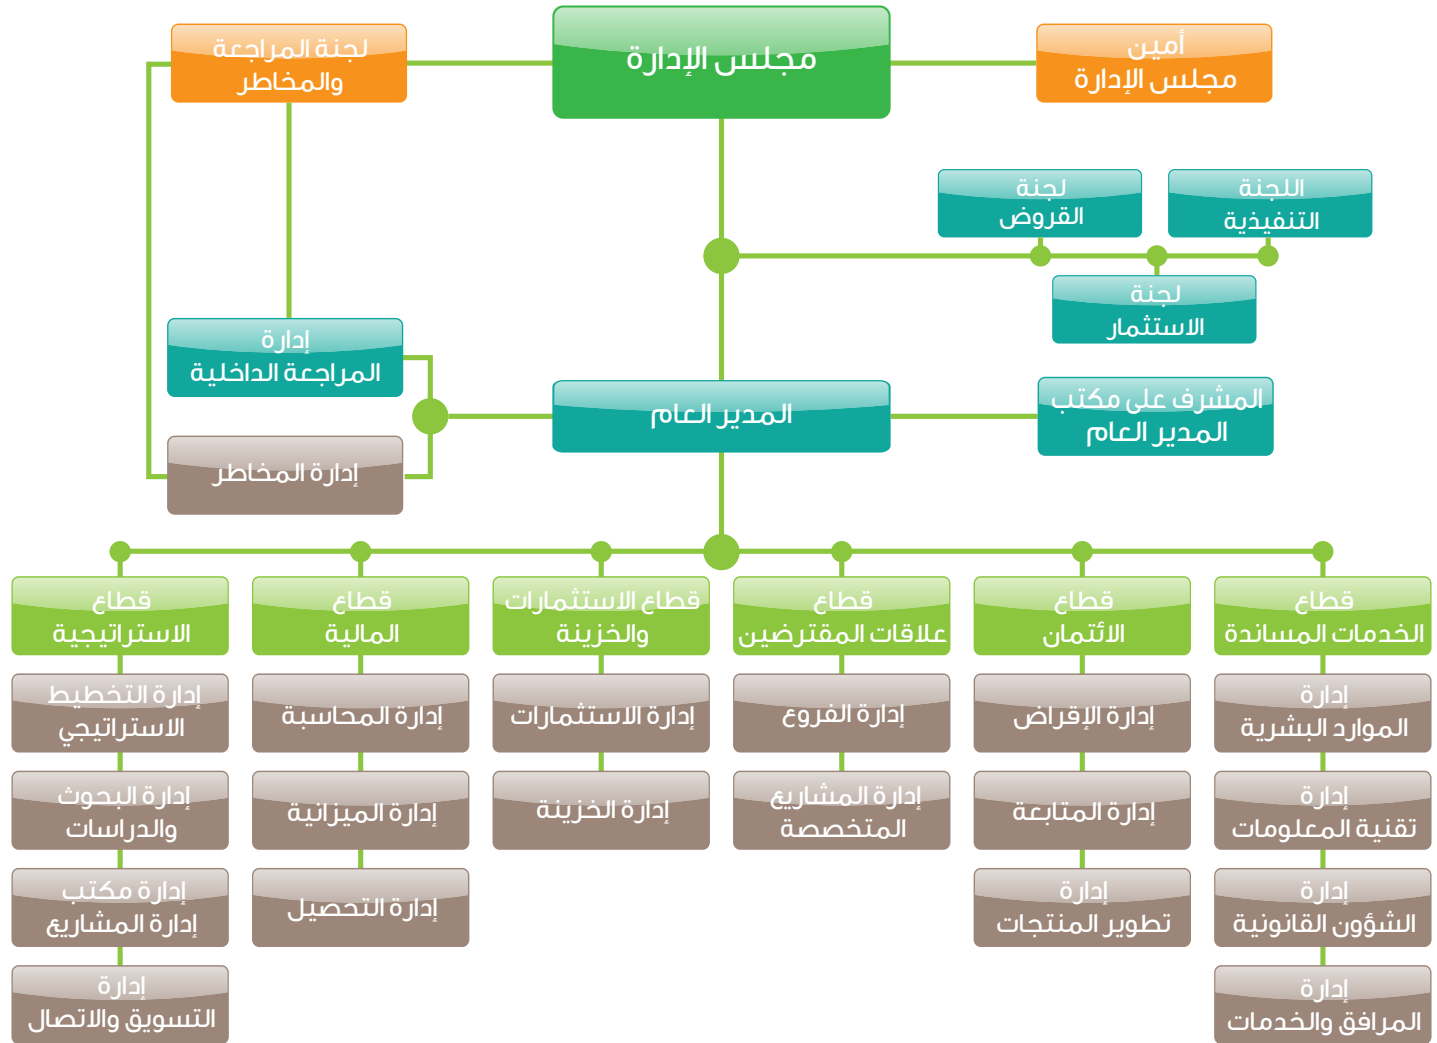 أمين
مجلس الإدارة
مجلس الإدارة
لجنة المراجعة
والمخاطر
اللجنة
التنفيذية
لجنة
القروض
لجنة
الاستثمار
إدارة
المراجعة الداخلية
المشرف على مكتب
المدير العام
المدير العام
إدارة المخاطر
قطاع
الخدمات المساندة
إدارة
الموارد البشرية
إدارة
تقنية المعلومات
إدارة
الشؤون القانونية
إدارة
المرافق والخدمات
قطاع
الائتمان
إدارة الإقراض
إدارة المتابعة
إدارة
تطوير المنتجات
قطاع
علاقات المقترضين
إدارة الفروع
إدارة المشاريع
المتخصصة
قطاع الاستثمارات
والخزينة
إدارة الاستثمارات
إدارة الخزينة
قطاع
المالية
إدارة المحاسبة
إدارة الميزانية
إدارة التحصيل
قطاع
الاستراتيجية
إدارة التخطيط
الاستراتيجي
إدارة البحوث
والدراسات
إدارة مكتب
إدارة المشاريع
إدارة
التسويق والاتصال